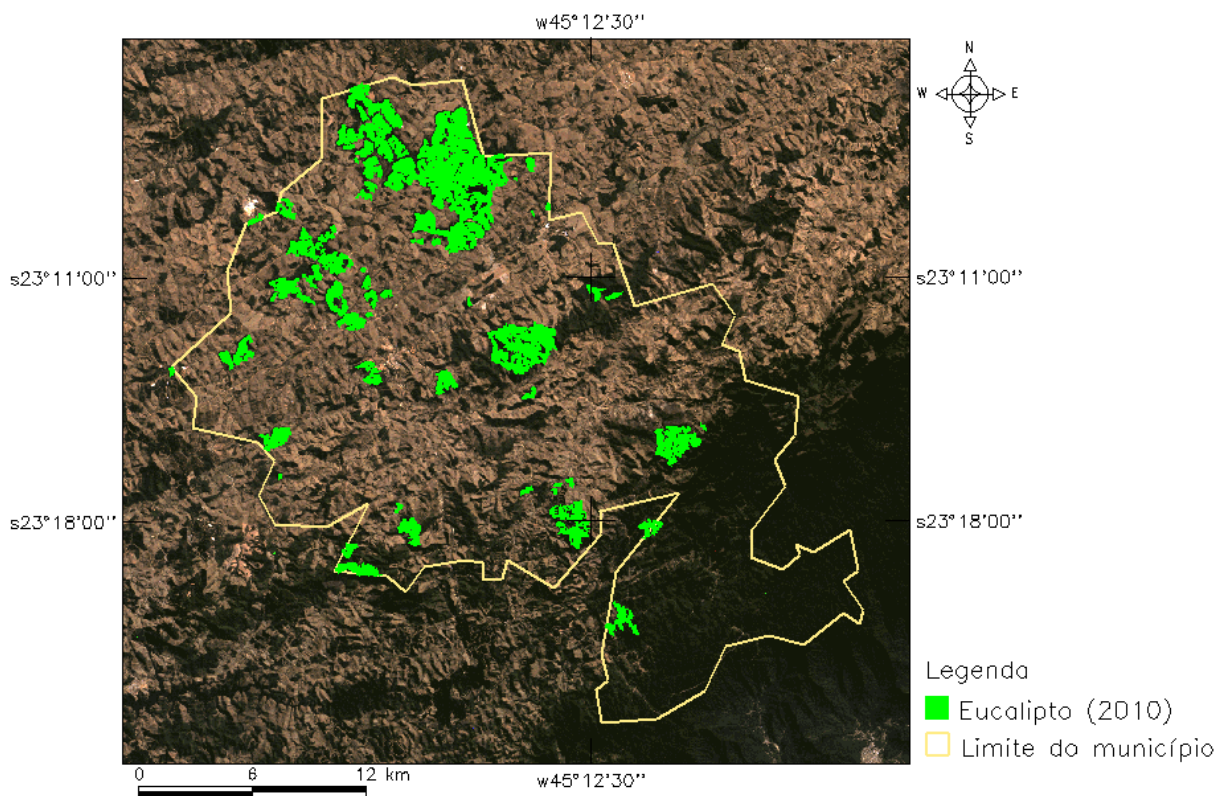 w45°12'30''
N
W E
S
s23°11'00'' s23°11'00''
s23°18'00'' s23°18'00''
Legenda
Eucalipto (2010)
Limite do município
0 6 12 km
w45°12'30''